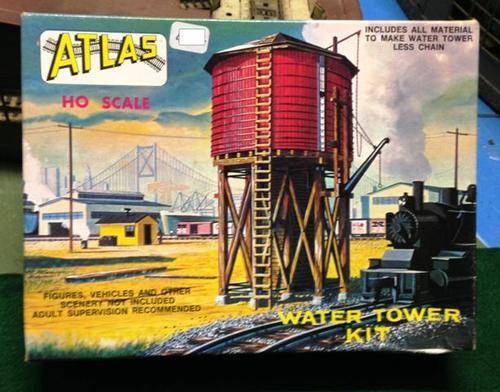 ATLAS
INCLUDES ALL MATERIAL
TO MAKE WATER TOWER
LESS CHAIN
HO SCALE
FIGURES, VEHICLES AND OTHER
SCENERY NOT INCLUDED
ADULT SUPERVISION RECOMMENDED
WATER TOWER
KIT